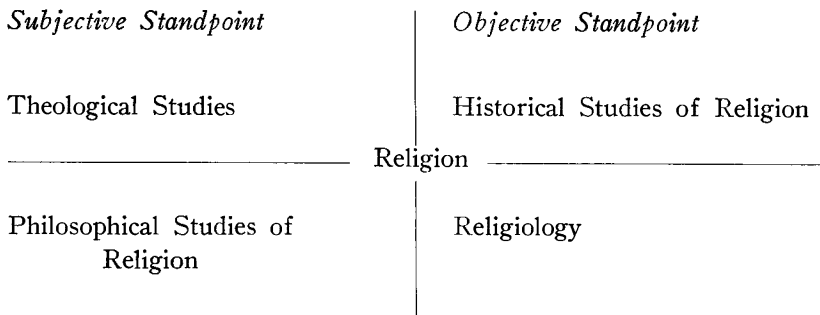 Subjective Standpoint
Objective Standpoint
Theological Studies
Historical Studies of Religion
Religion
Philosophical Studies of
Religion
Religiology